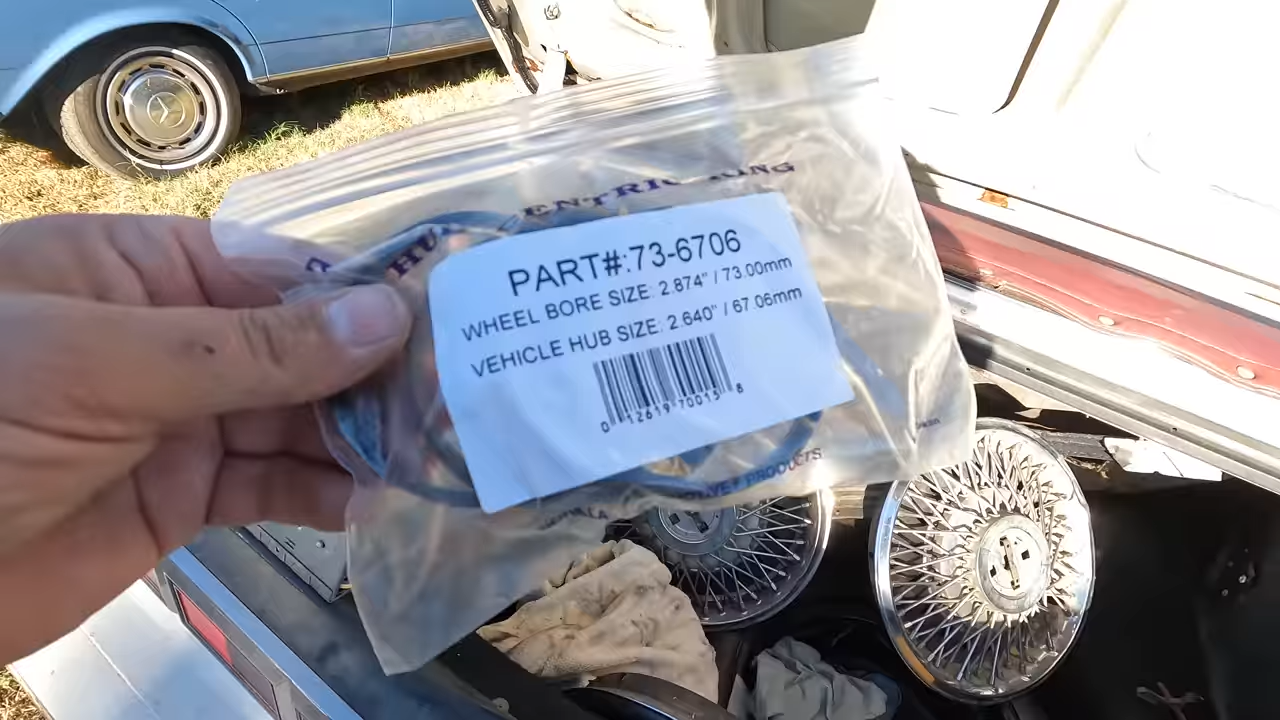 PART#:73-6706
WHEEL BORE SIZE: 2.874" / 73.00mm
VEHICLE HUB SIZE: 2.640" / 67.06mm
0 12619 70015 8
PRODUCTS